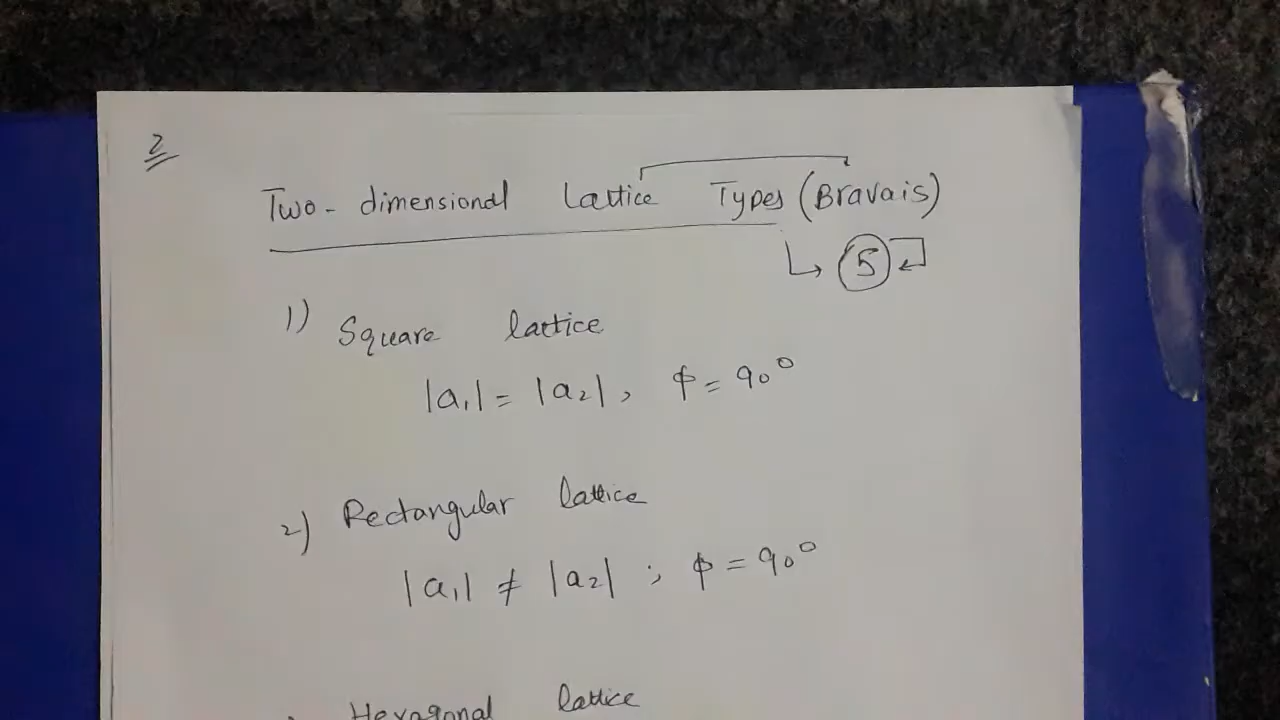 2
Two-dimensional Lattice Types (Bravais)
5
1) Square lattice
|a₁| = |a₂|, ϕ = 90°
2) Rectangular lattice
|a₁| ≠ |a₂| ; ϕ = 90°
Hexagonal lattice